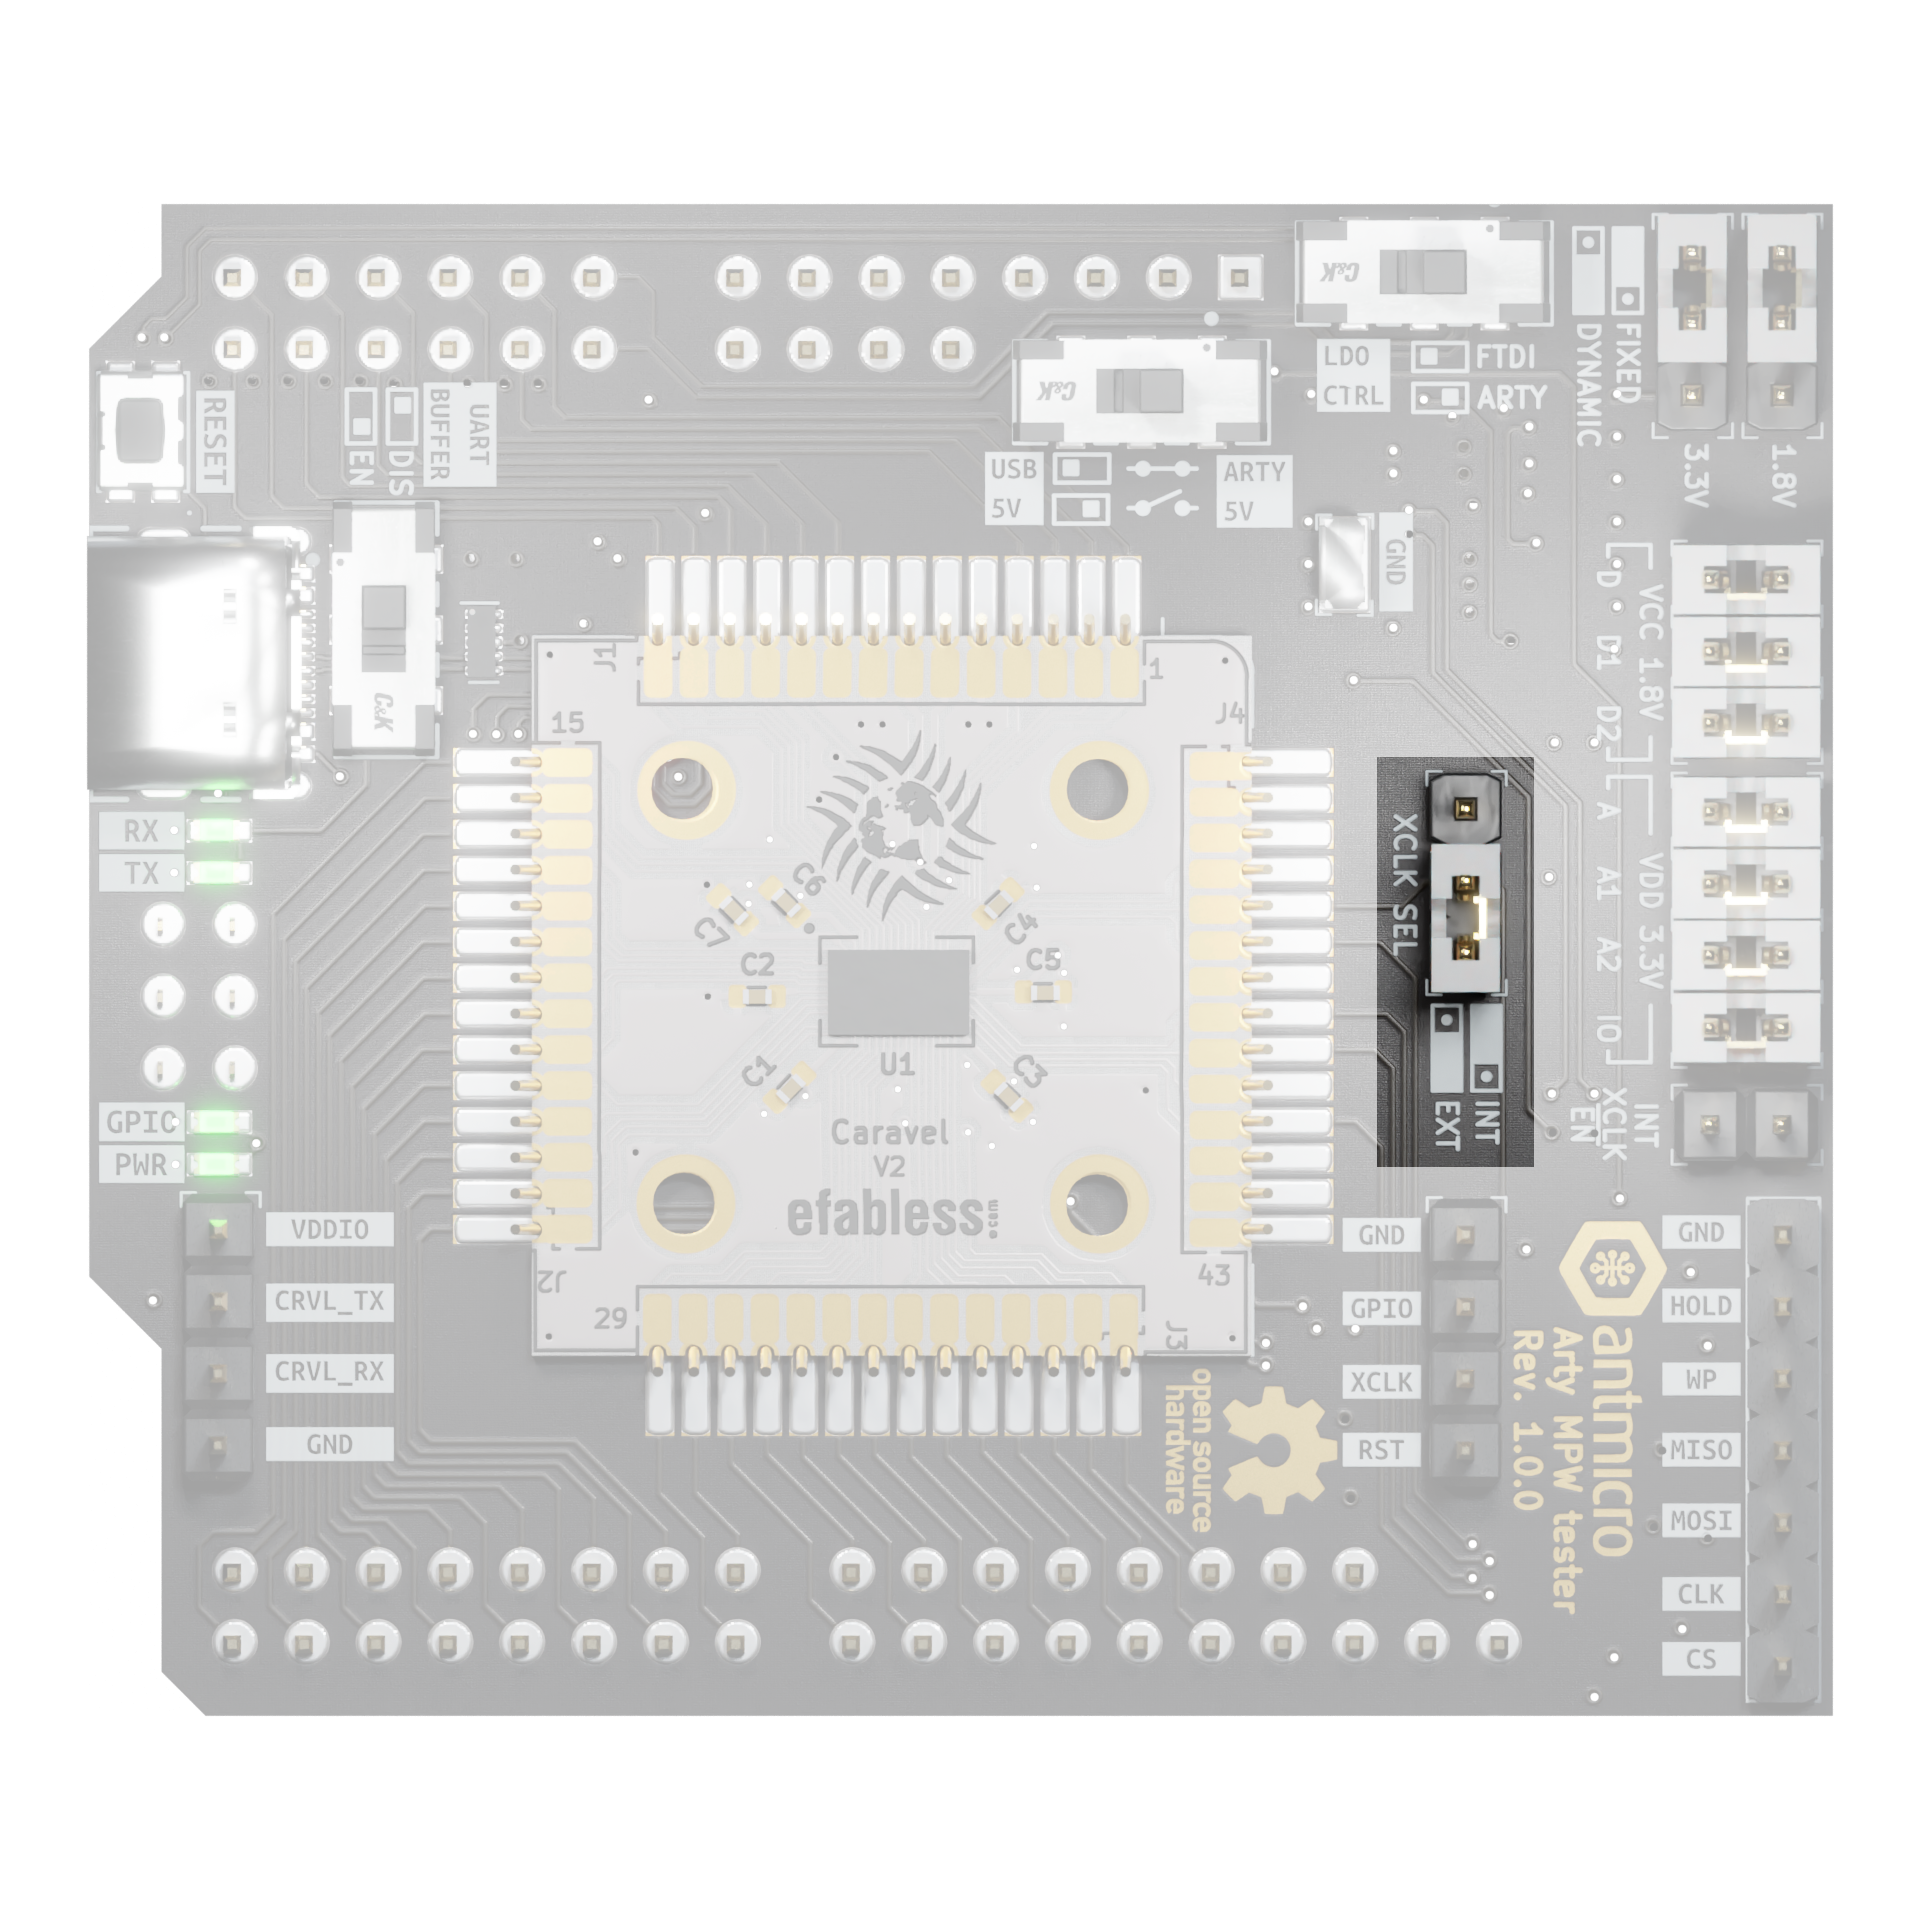 C&K
DYNAMIC
FIXED
LDO
CTRL
FTDI
ARTY
3.3V
1.8V
C&K
USB
5V
ARTY
5V
RESET
EN
DIS
UART
BUFFER
GND
C&K
J1
1
15
J4
D
D1
D2
VCC 1.8V
A
A1
A2
IO
VDD 3.3V
RX
TX
XCLK SEL
EXT
INT
C6
C7
C4
C2
C5
U1
C1
C3
Caravel
V2
efabless.com
GPIO
PWR
INT
XCLK
EN
VDDIO
CRVL_TX
CRVL_RX
GND
J2
29
43
J3
GND
GPIO
XCLK
RST
GND
HOLD
WP
MISO
MOSI
CLK
CS
open source
hardware
antmicro
Arty MPW tester
Rev. 1.0.0